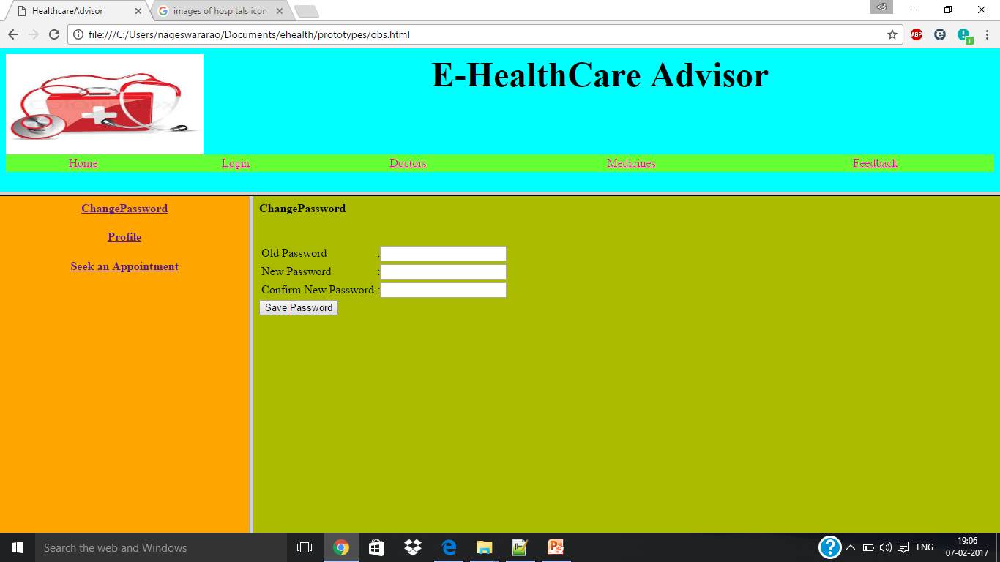 HealthcareAdvisor
images of hospitals icon
<3
file:///C:/Users/nageswararao/Documents/ehealth/prototypes/obs.html
ABP
1
E-HealthCare Advisor
Home Login Doctors Medicines Feedback
ChangePassword
Profile
Seek an Appointment
ChangePassword
Old Password :
New Password :
Confirm New Password :
Save Password
Search the web and Windows
ENG
19:06
07-02-2017